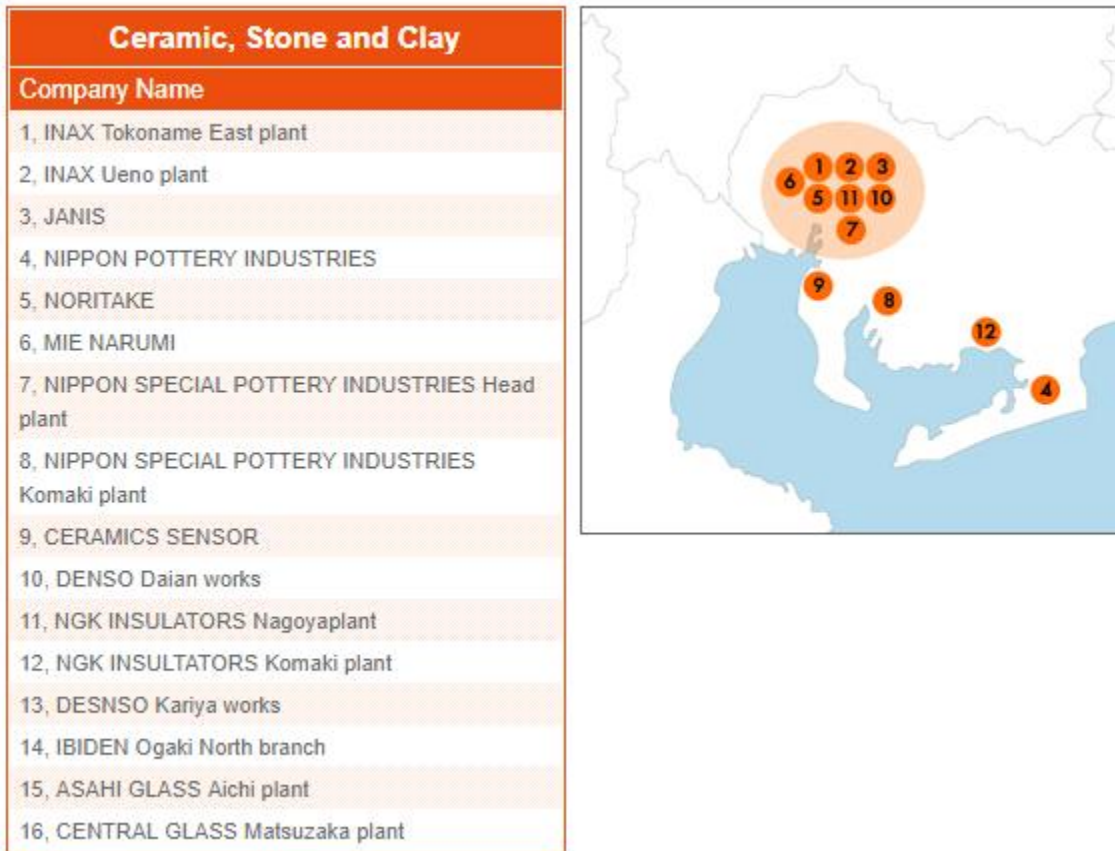 Ceramic, Stone and Clay
Company Name
1, INAX Tokoname East plant
2, INAX Ueno plant
3, JANIS
4, NIPPON POTTERY INDUSTRIES
5, NORITAKE
6, MIE NARUMI
7, NIPPON SPECIAL POTTERY INDUSTRIES Head
plant
8, NIPPON SPECIAL POTTERY INDUSTRIES
Komaki plant
9, CERAMICS SENSOR
10, DENSO Daian works
11, NGK INSULATORS Nagoyaplant
12, NGK INSULTATORS Komaki plant
13, DESNSO Kariya works
14, IBIDEN Ogaki North branch
15, ASAHI GLASS Aichi plant
16, CENTRAL GLASS Matsuzaka plant
1 2 3
6
5 11 10
7
9
8
12
4